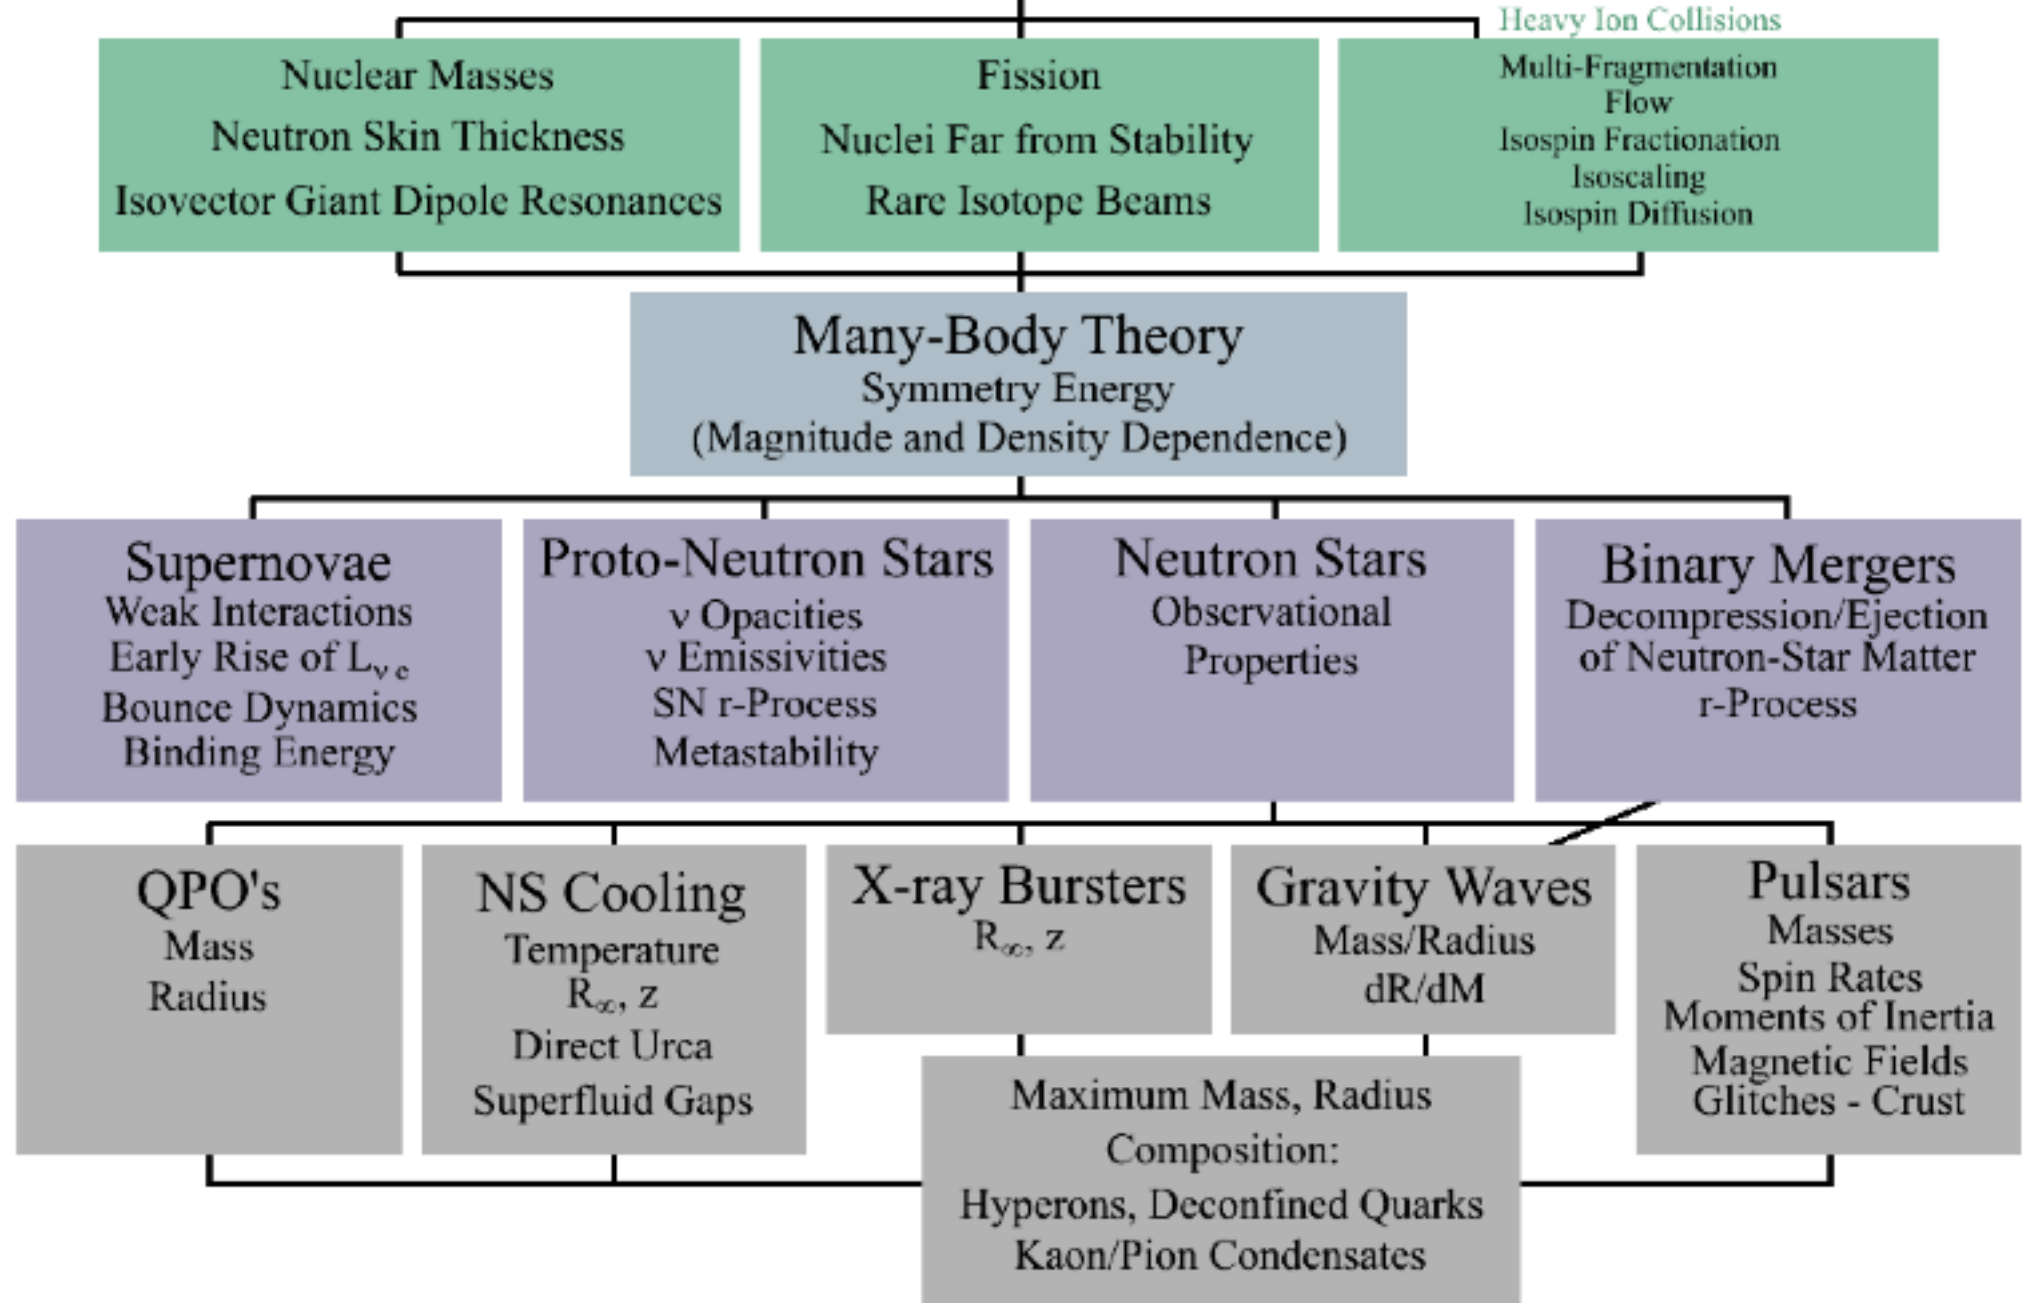 Heavy Ion Collisions
Nuclear Masses
Neutron Skin Thickness
Isovector Giant Dipole Resonances
Fission
Nuclei Far from Stability
Rare Isotope Beams
Multi-Fragmentation
Flow
Isospin Fractionation
Isoscaling
Isospin Diffusion
Many-Body Theory
Symmetry Energy
(Magnitude and Density Dependence)
Supernovae
Weak Interactions
Early Rise of L_ν e
Bounce Dynamics
Binding Energy
Proto-Neutron Stars
ν Opacities
ν Emissivities
SN r-Process
Metastability
Neutron Stars
Observational
Properties
Binary Mergers
Decompression/Ejection
of Neutron-Star Matter
r-Process
QPO's
Mass
Radius
NS Cooling
Temperature
R∞, z
Direct Urca
Superfluid Gaps
X-ray Bursters
R∞, z
Gravity Waves
Mass/Radius
dR/dM
Pulsars
Masses
Spin Rates
Moments of Inertia
Magnetic Fields
Glitches - Crust
Maximum Mass, Radius
Composition:
Hyperons, Deconfined Quarks
Kaon/Pion Condensates